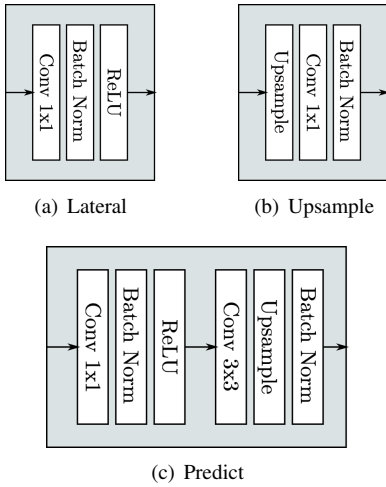 Conv 1x1
Batch Norm
ReLU
(a) Lateral
Upsample
Conv 1x1
Batch Norm
(b) Upsample
Conv 1x1
Batch Norm
ReLU
Conv 3x3
Upsample
Batch Norm
(c) Predict